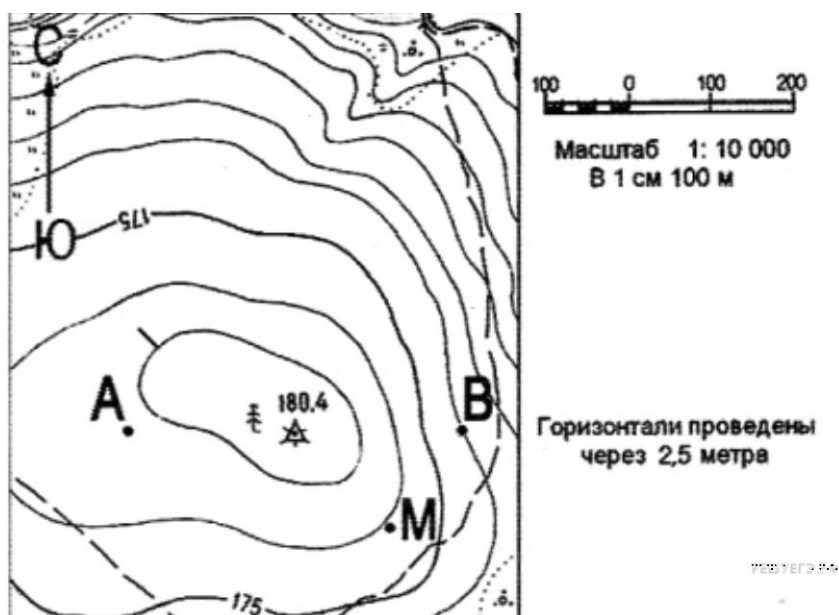 С
Ю
175
180.4
А
В
М
175
100 0 100 200
Масштаб 1: 10 000
В 1 см 100 м
Горизонтали проведены
через 2,5 метра